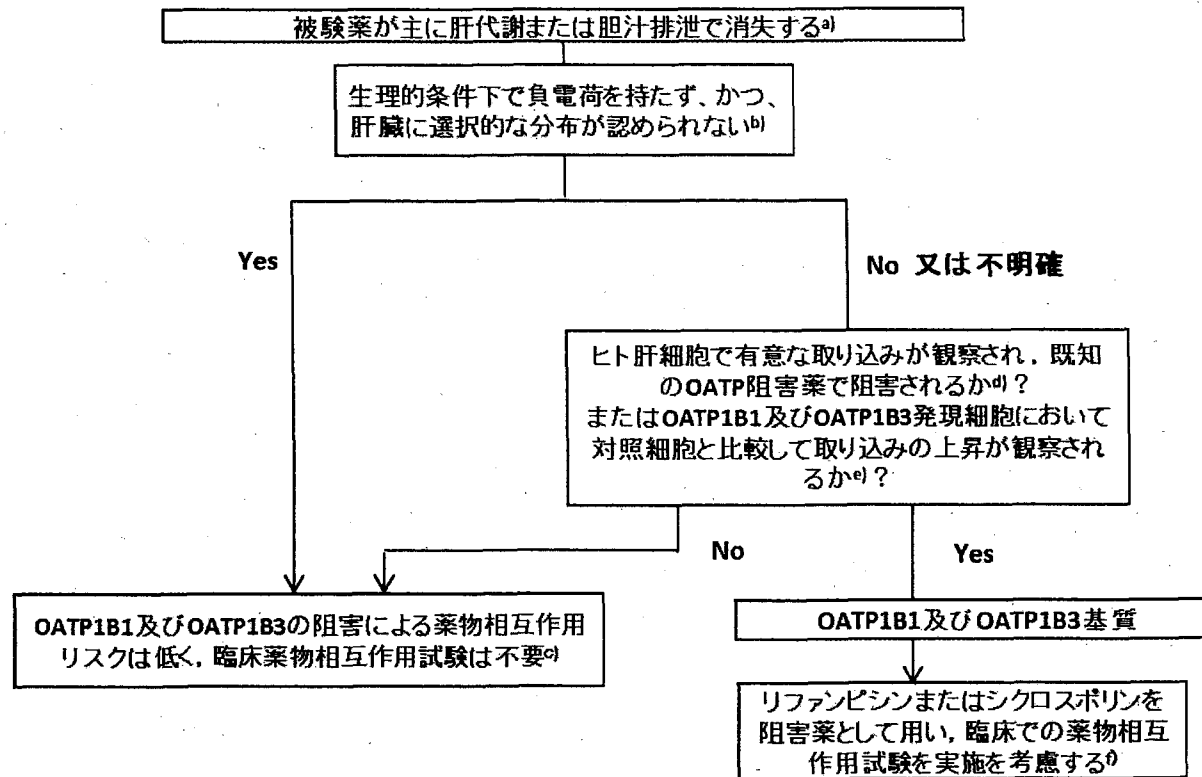 被験薬が主に肝代謝または胆汁排泄で消失するa)
生理的条件下で負電荷を持たず、かつ、
肝臓に選択的な分布が認められないb)
Yes
No 又は不明確
ヒト肝細胞で有意な取り込みが観察され，既知
のOATP阻害薬で阻害されるかd)？
またはOATP1B1及びOATP1B3発現細胞において
対照細胞と比較して取り込みの上昇が観察され
るかe)？
No
Yes
OATP1B1及びOATP1B3の阻害による薬物相互作用
リスクは低く，臨床薬物相互作用試験は不要c)
OATP1B1及びOATP1B3基質
リファンピシンまたはシクロスポリンを
阻害薬として用い，臨床での薬物相互
作用試験を実施を考慮するf)